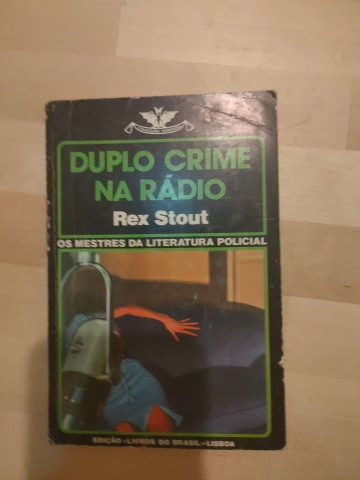 DUPLO CRIME
NA RÁDIO
Rex Stout
OS MESTRES DA LITERATURA POLICIAL
EDIÇÃO-LIVROS DO BRASIL-LISBOA